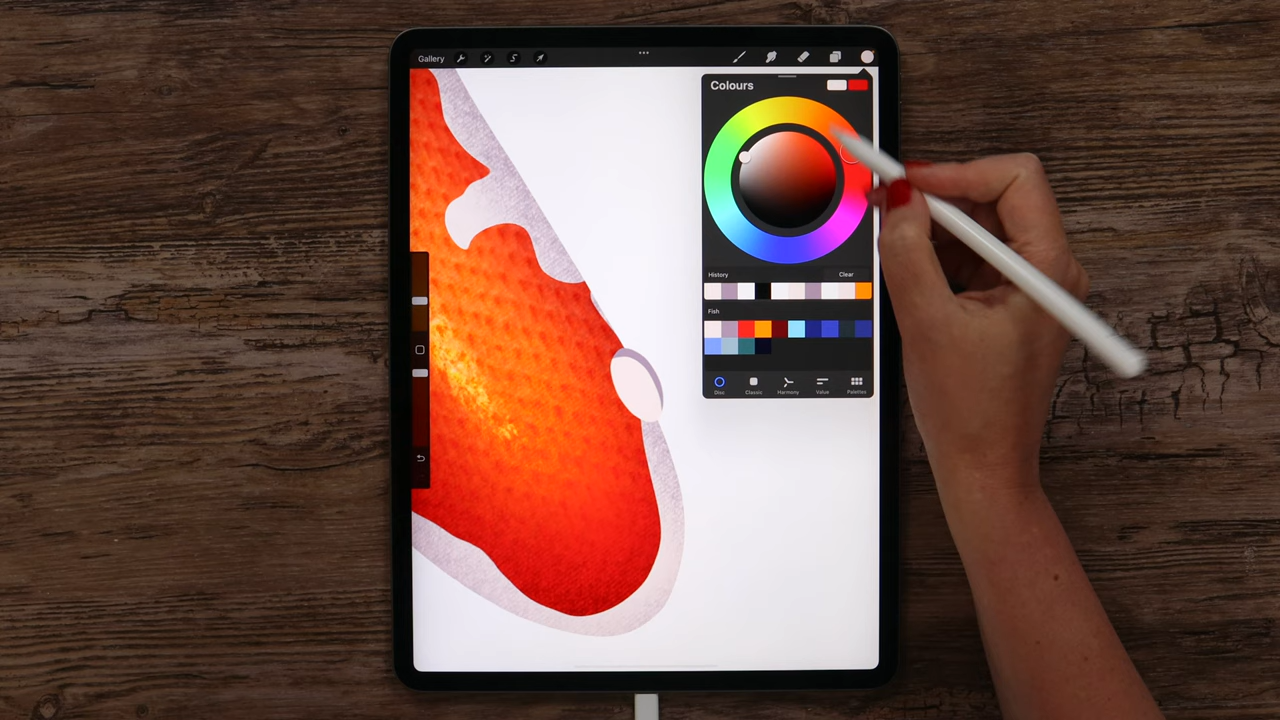 Gallery
Colours
History
Clear
Fish
Disc
Classic
Harmony
Value
Palettes